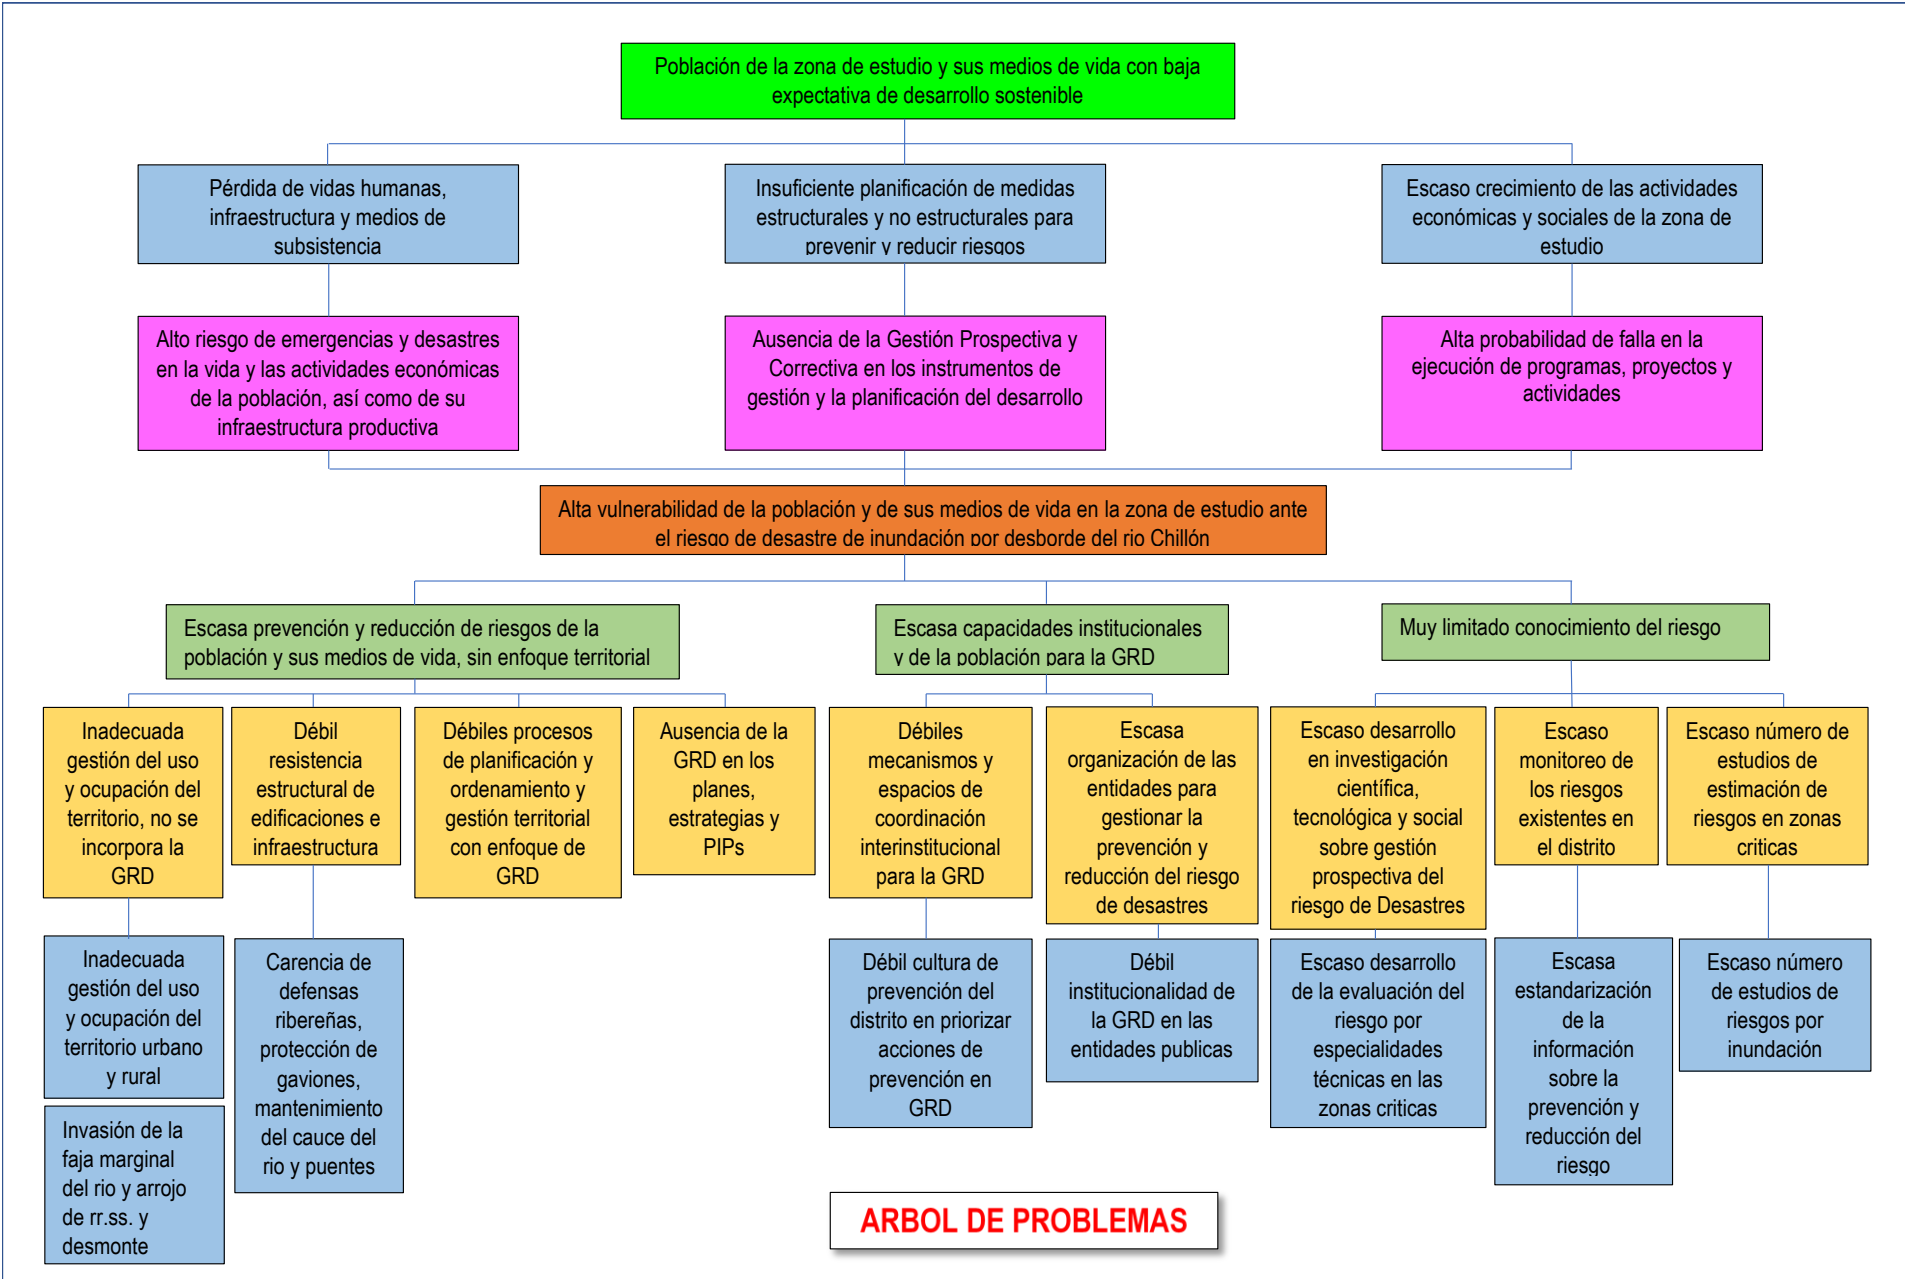 Población de la zona de estudio y sus medios de vida con baja
expectativa de desarrollo sostenible
Pérdida de vidas humanas,
infraestructura y medios de
subsistencia
Insuficiente planificación de medidas
estructurales y no estructurales para
prevenir y reducir riesgos
Escaso crecimiento de las actividades
económicas y sociales de la zona de
estudio
Alto riesgo de emergencias y desastres
en la vida y las actividades económicas
de la población, así como de su
infraestructura productiva
Ausencia de la Gestión Prospectiva y
Correctiva en los instrumentos de
gestión y la planificación del desarrollo
Alta probabilidad de falla en la
ejecución de programas, proyectos y
actividades
Alta vulnerabilidad de la población y de sus medios de vida en la zona de estudio ante
el riesgo de desastre de inundación por desborde del rio Chillón
Escasa prevención y reducción de riesgos de la
población y sus medios de vida, sin enfoque territorial
Escasa capacidades institucionales
y de la población para la GRD
Muy limitado conocimiento del riesgo
Inadecuada
gestión del uso
y ocupación del
territorio, no se
incorpora la
GRD
Débil
resistencia
estructural de
edificaciones e
infraestructura
Débiles procesos
de planificación y
ordenamiento y
gestión territorial
con enfoque de
GRD
Ausencia de la
GRD en los
planes,
estrategias y
PIPs
Débiles
mecanismos y
espacios de
coordinación
interinstitucional
para la GRD
Escasa
organización de las
entidades para
gestionar la
prevención y
reducción del riesgo
de desastres
Escaso desarrollo
en investigación
científica,
tecnológica y social
sobre gestión
prospectiva del
riesgo de Desastres
Escaso
monitoreo de
los riesgos
existentes en
el distrito
Escaso número de
estudios de
estimación de
riesgos en zonas
criticas
Inadecuada
gestión del uso
y ocupación del
territorio urbano
y rural
Carencia de
defensas
ribereñas,
protección de
gaviones,
mantenimiento
del cauce del
rio y puentes
Débil cultura de
prevención del
distrito en priorizar
acciones de
prevención en
GRD
Débil
institucionalidad de
la GRD en las
entidades publicas
Escaso desarrollo
de la evaluación del
riesgo por
especialidades
técnicas en las
zonas criticas
Escasa
estandarización
de la
información
sobre la
prevención y
reducción del
riesgo
Escaso número
de estudios de
riesgos por
inundación
Invasión de la
faja marginal
del rio y arrojo
de rr.ss. y
desmonte
ARBOL DE PROBLEMAS